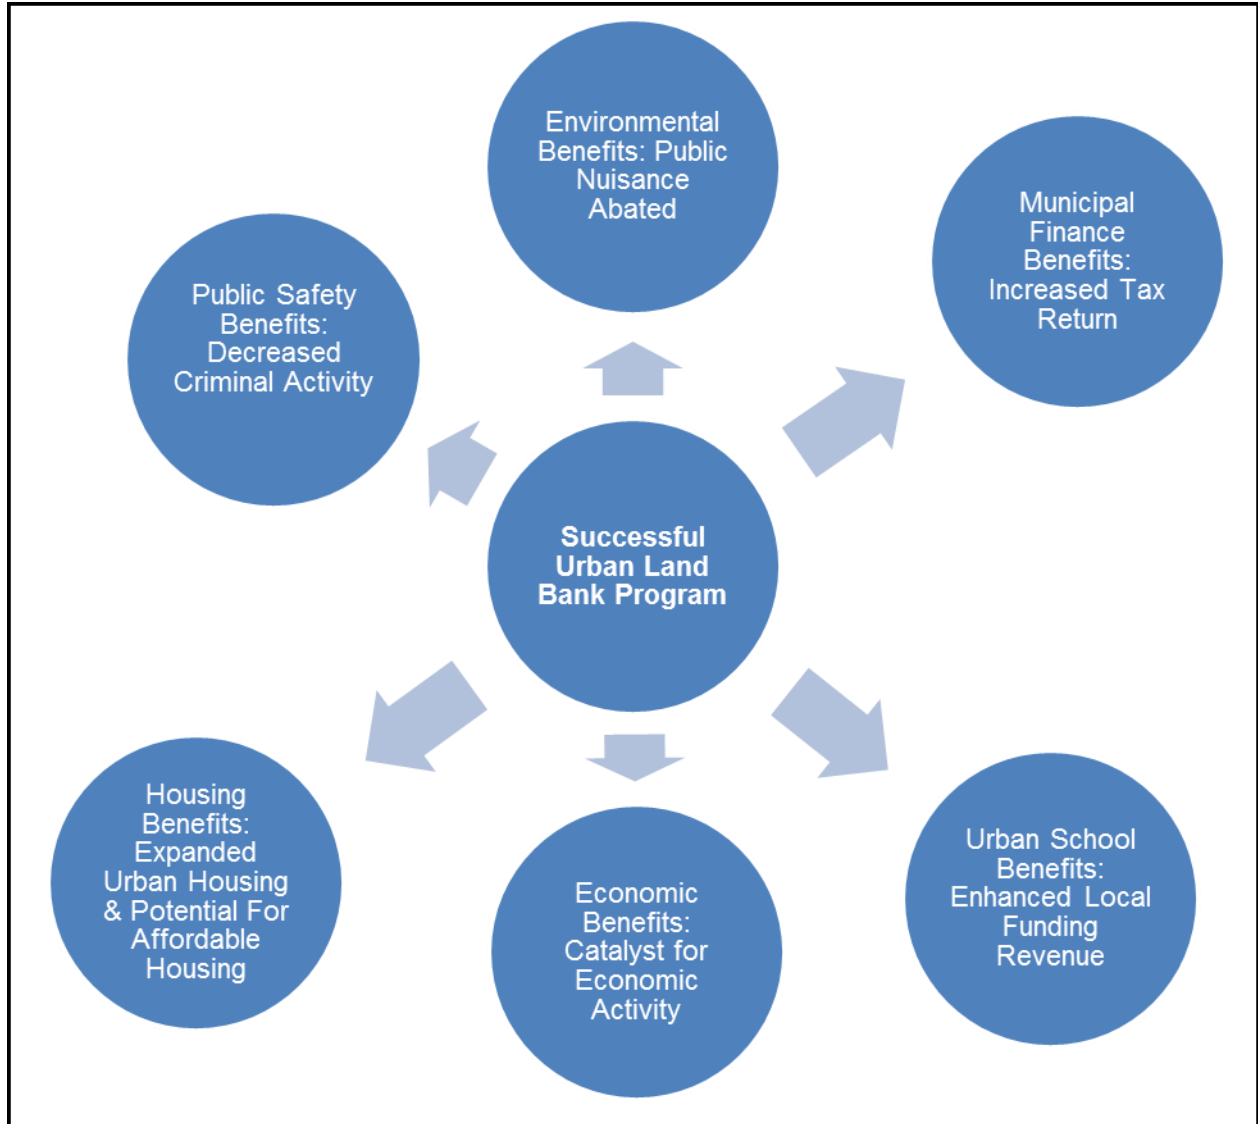 Environmental
Benefits: Public
Nuisance
Abated
Municipal
Finance
Benefits:
Increased Tax
Return
Public Safety
Benefits:
Decreased
Criminal Activity
Successful
Urban Land
Bank Program
Housing
Benefits:
Expanded
Urban Housing
& Potential For
Affordable
Housing
Economic
Benefits:
Catalyst for
Economic
Activity
Urban School
Benefits:
Enhanced Local
Funding
Revenue